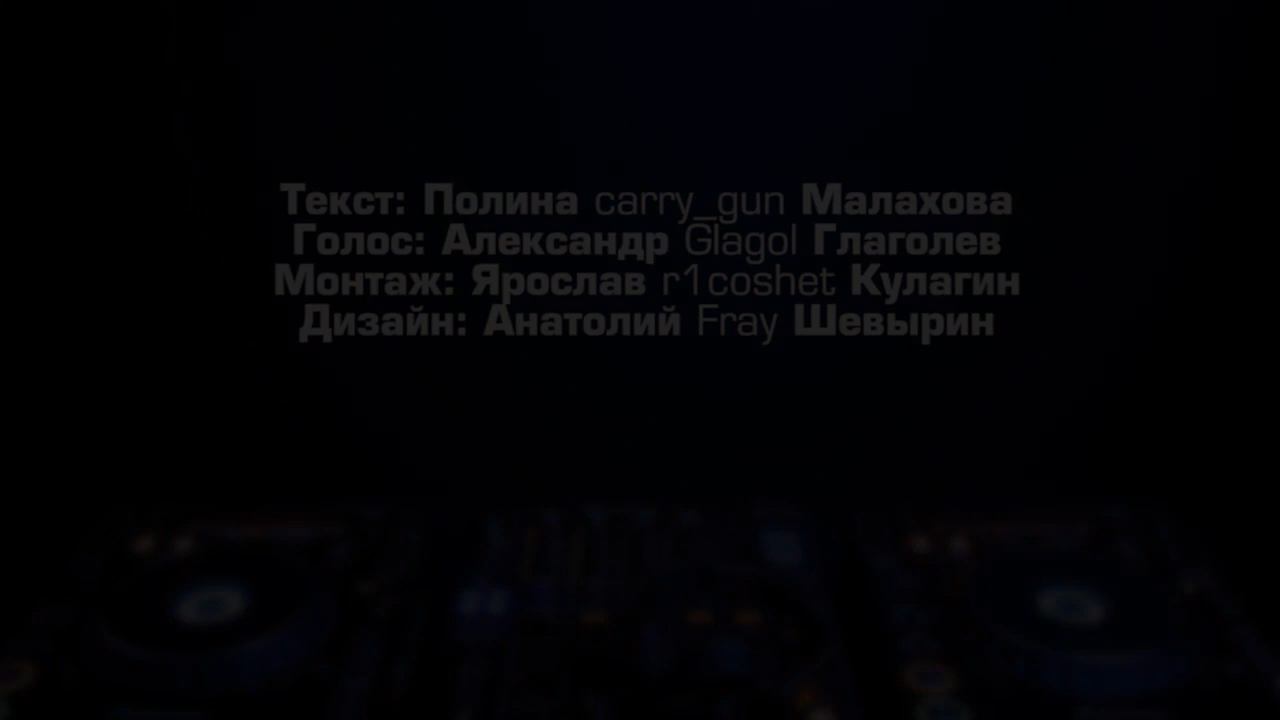 Текст: Полина carry_gun Малахова
Голос: Александр Glagol Глаголев
Монтаж: Ярослав r1coshet Кулагин
Дизайн: Анатолий Fray Шевырин